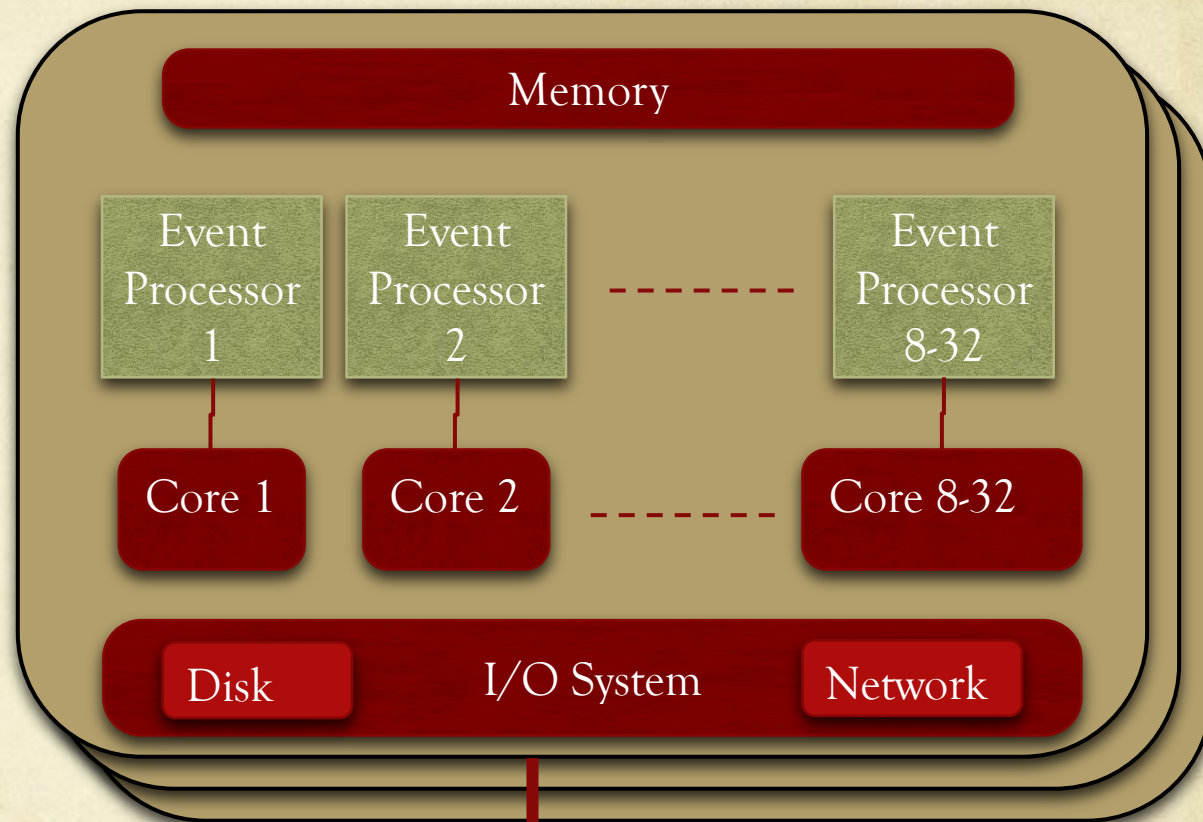 Memory
Event
Processor
1
Event
Processor
2
Event
Processor
8-32
Core 1
Core 2
Core 8-32
Disk
I/O System
Network